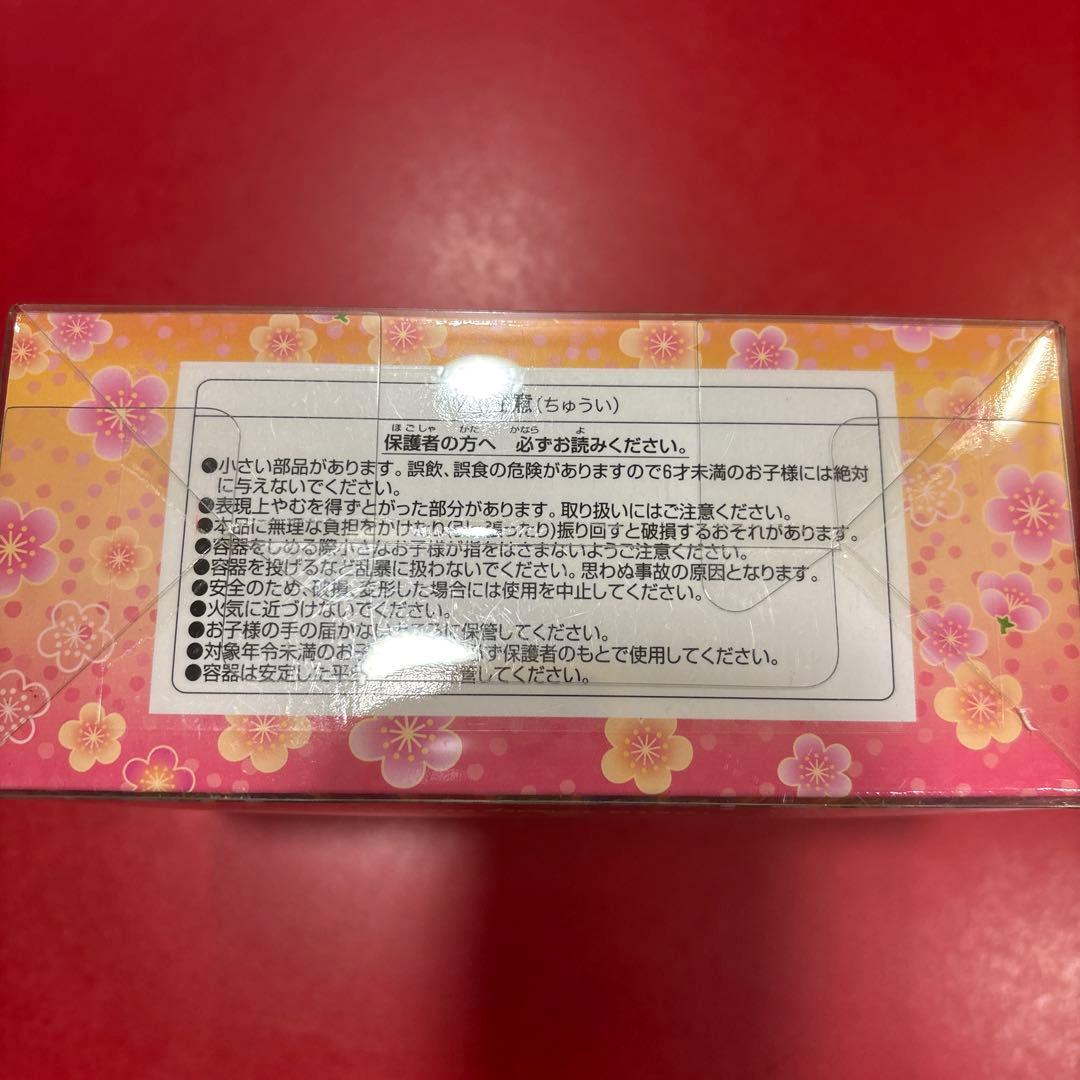 意(ちゅうい)
ほごしゃ かた かなら よ
保護者の方へ 必ずお読みください。
●小さい部品があります。誤飲、誤食の危険がありますので6才未満のお子様には絶対
に与えないでください。
●表現上やむを得ずとがった部分があります。取り扱いにはご注意ください。
●本品に無理な負担をかけたり(引っ張ったり)振り回すと破損するおそれがあります。
●容器をしめる際小さなお子様が指をはさまないようご注意ください。
●容器を投げるなど乱暴に扱わないでください。思わぬ事故の原因となります。
●安全のため、破損、変形した場合には使用を中止してください。
●火気に近づけないでください。
●お子様の手の届かない に保管してください。
●対象年令未満のお子 ず保護者のもとで使用してください。
●容器は安定した平 管してください。